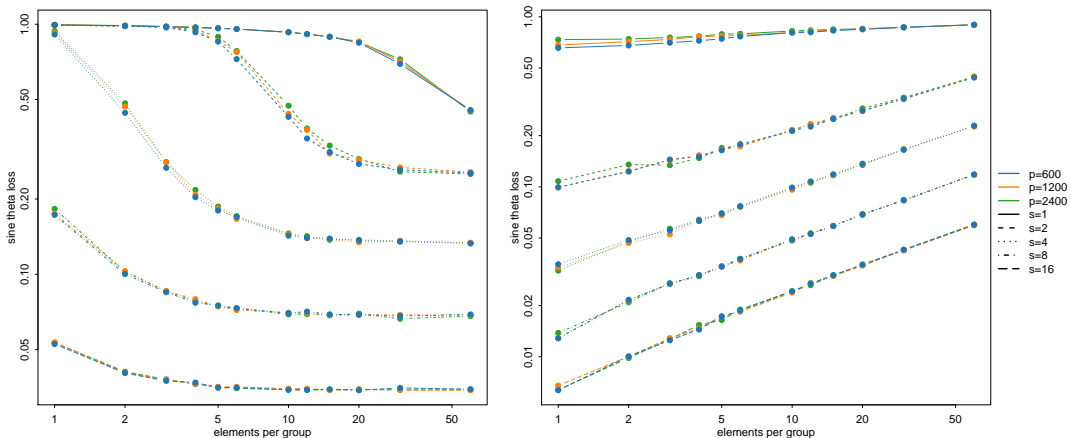 1.00
0.50
0.20
0.10
0.05
sine theta loss
1
2
5
10
20
50
elements per group
1.00
0.50
0.20
0.10
0.05
0.02
0.01
sine theta loss
1
2
5
10
20
50
elements per group
p=600
p=1200
p=2400
s=1
s=2
s=4
s=8
s=16